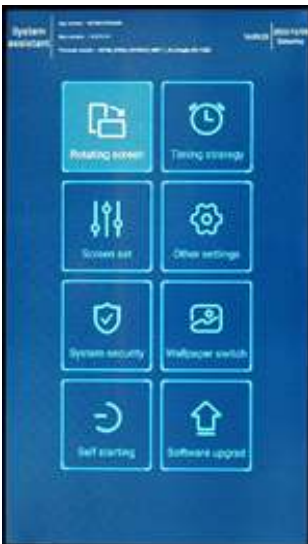 System
assistant
Rotating screen
Timing strategy
Screen set
Other settings
System security
Wallpaper switch
Self starting
Software upgrad